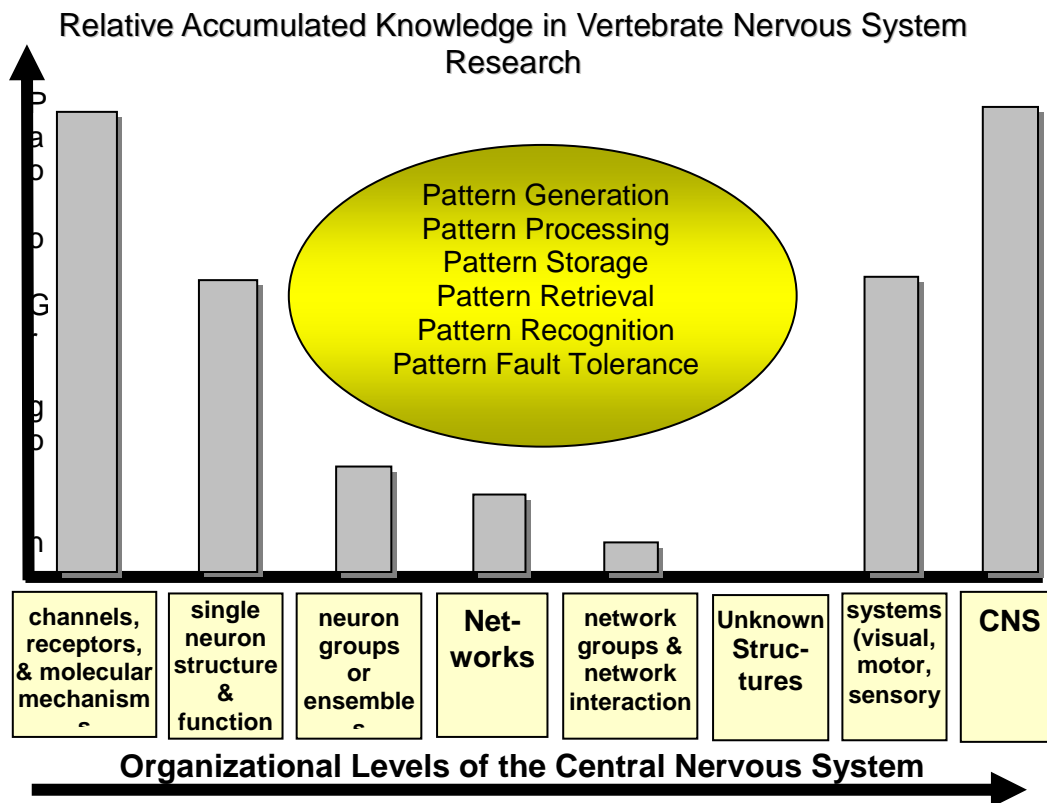 Relative Accumulated Knowledge in Vertebrate Nervous System
Research
Pattern Generation
Pattern Processing
Pattern Storage
Pattern Retrieval
Pattern Recognition
Pattern Fault Tolerance
channels,
receptors,
& molecular
mechanism
single
neuron
structure
&
function
neuron
groups
or
ensemble
Net-
works
network
groups &
network
interaction
Unknown
Struc-
tures
systems
(visual,
motor,
sensory
CNS
Organizational Levels of the Central Nervous System